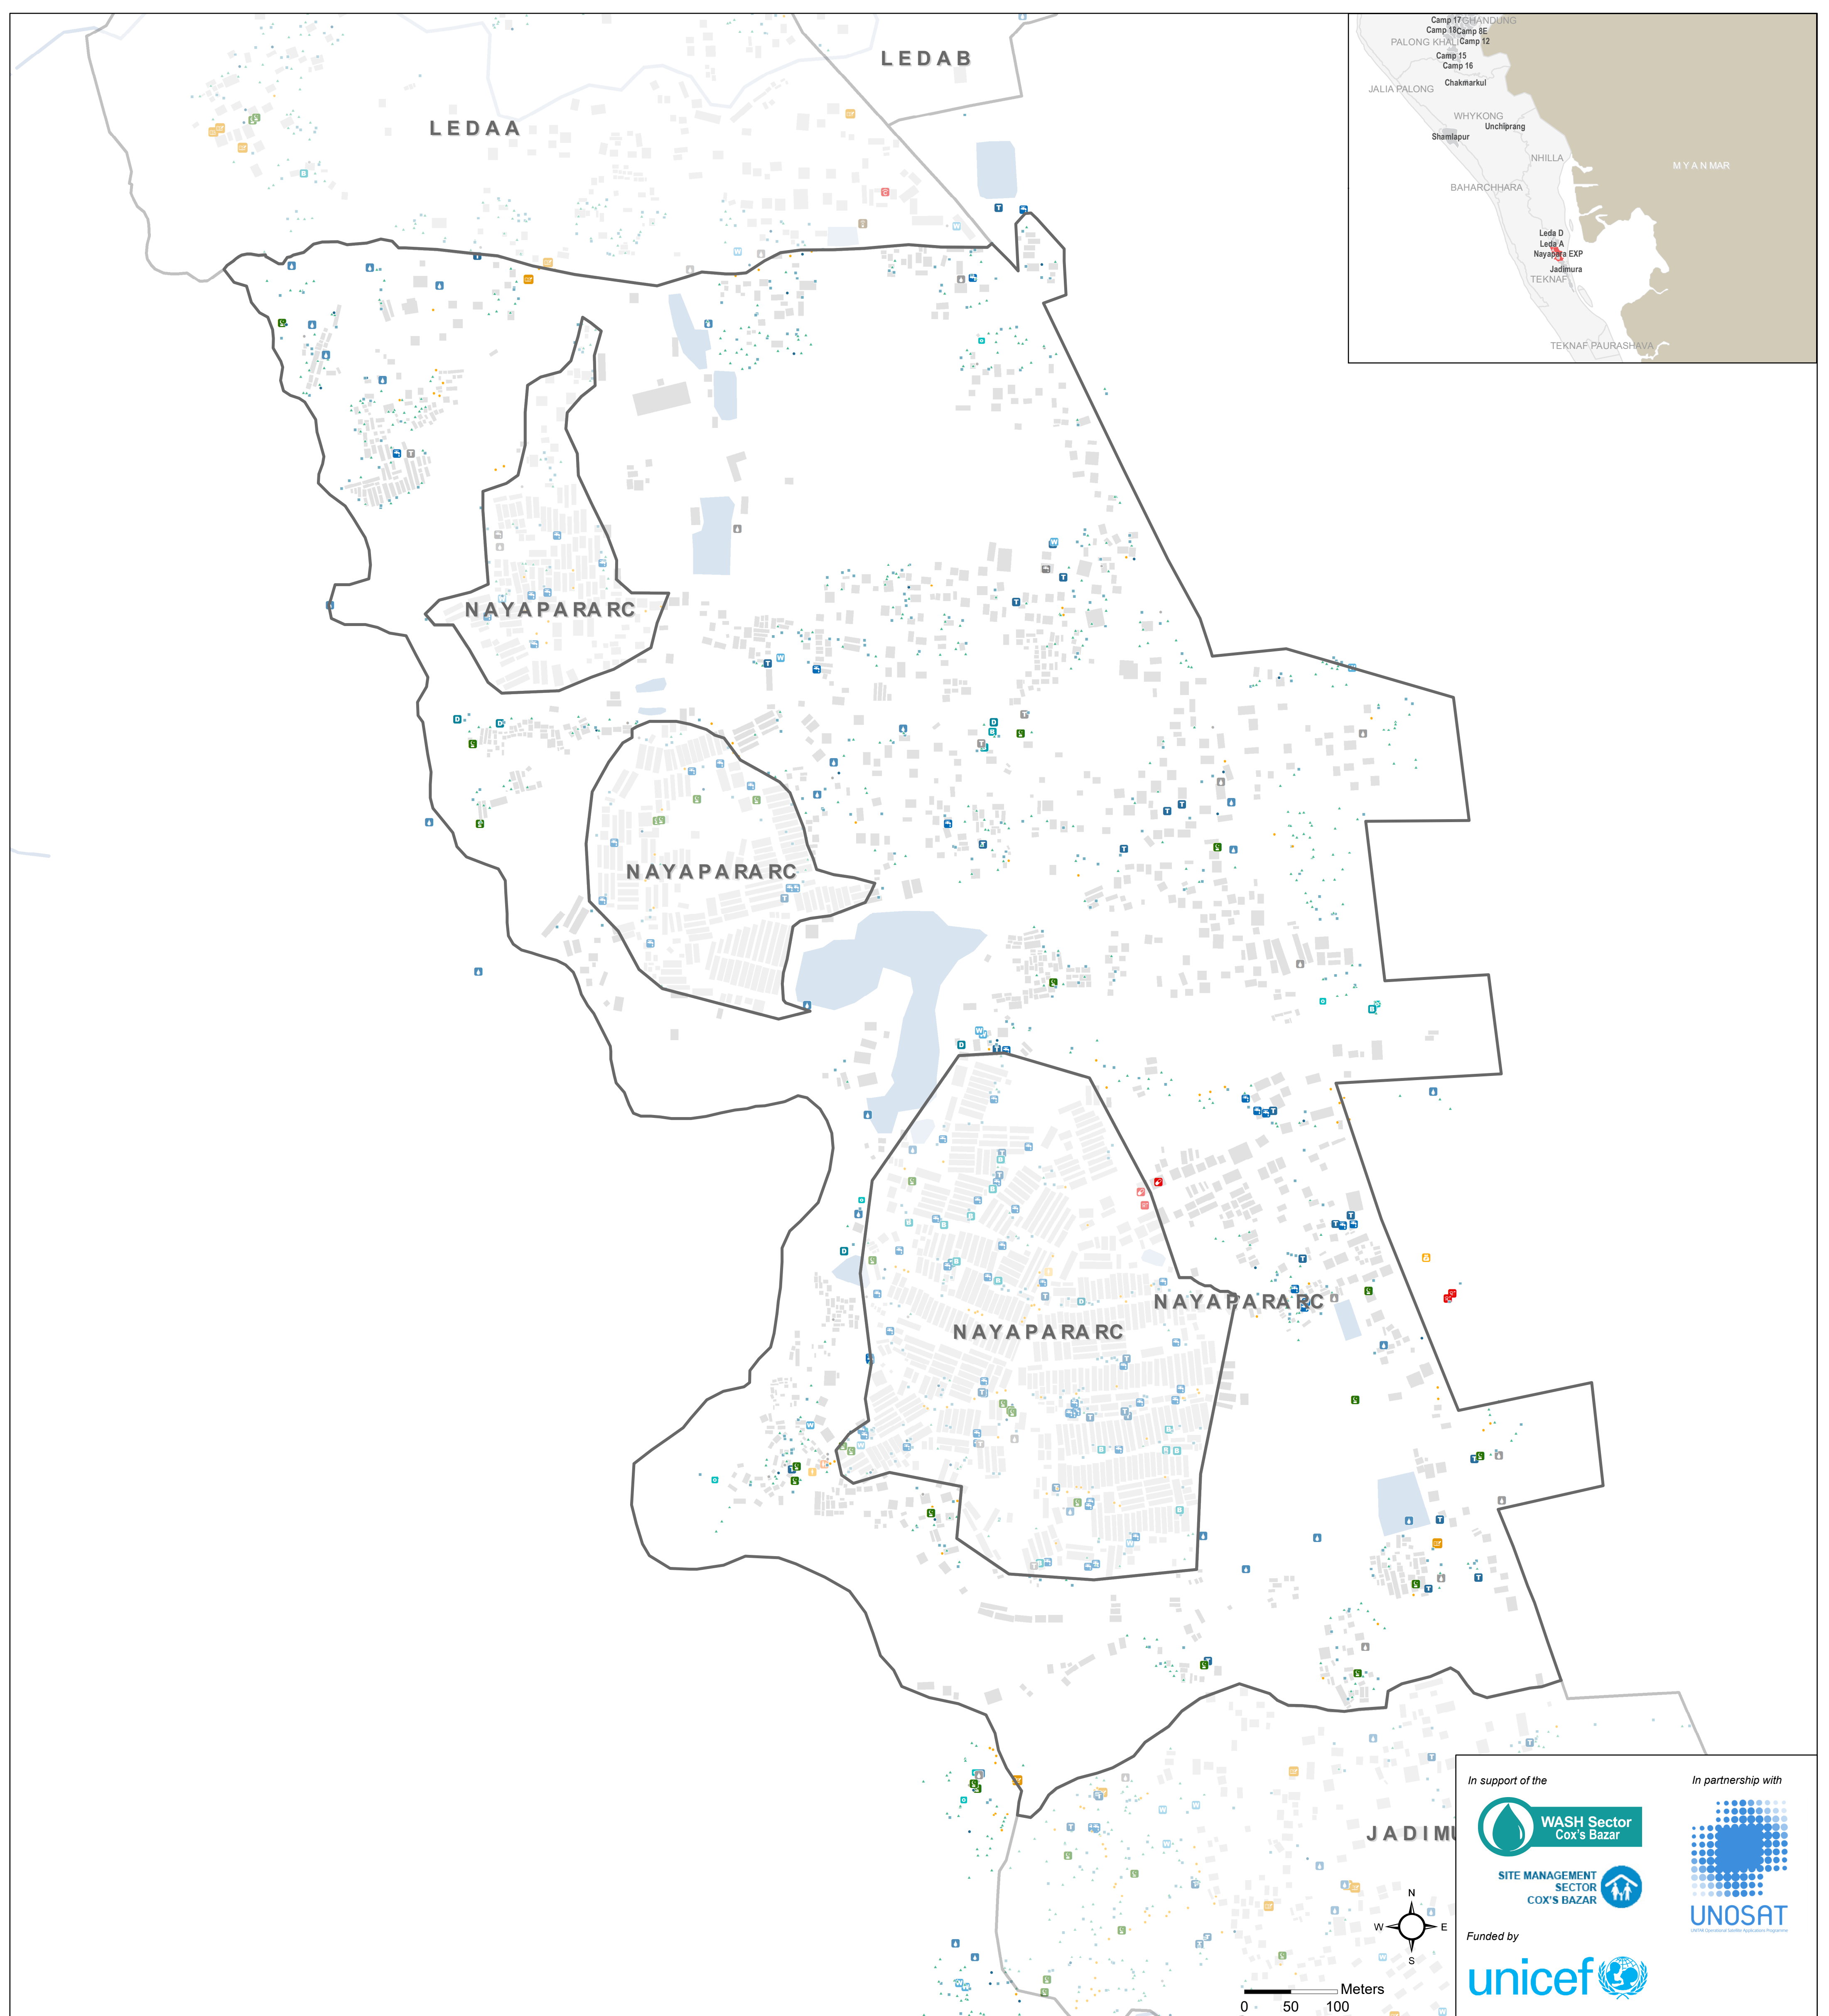 LEDAB
LEDAA
NAYAPARA RC
NAYAPARA RC
NAYAPARA RC
NAYAPARA RC
JADIMU
Camp 17
GHANDUNG
Camp 18
Camp 8E
PALONG KHALI
Camp 12
Camp 15
Camp 16
Chakmarkul
JALIA PALONG
WHYKONG
Unchiprang
Shamlapur
NHILLA
MYANMAR
BAHARCHHARA
Leda D
Leda A
Nayapara EXP
Jadimura
TEKNAF
TEKNAF PAURASHAVA
In support of the
In partnership with
WASH Sector
Cox's Bazar
SITE MANAGEMENT
SECTOR
COX'S BAZAR
UNOSAT
Funded by
unicef
N
W E
S
Meters
0 50 100